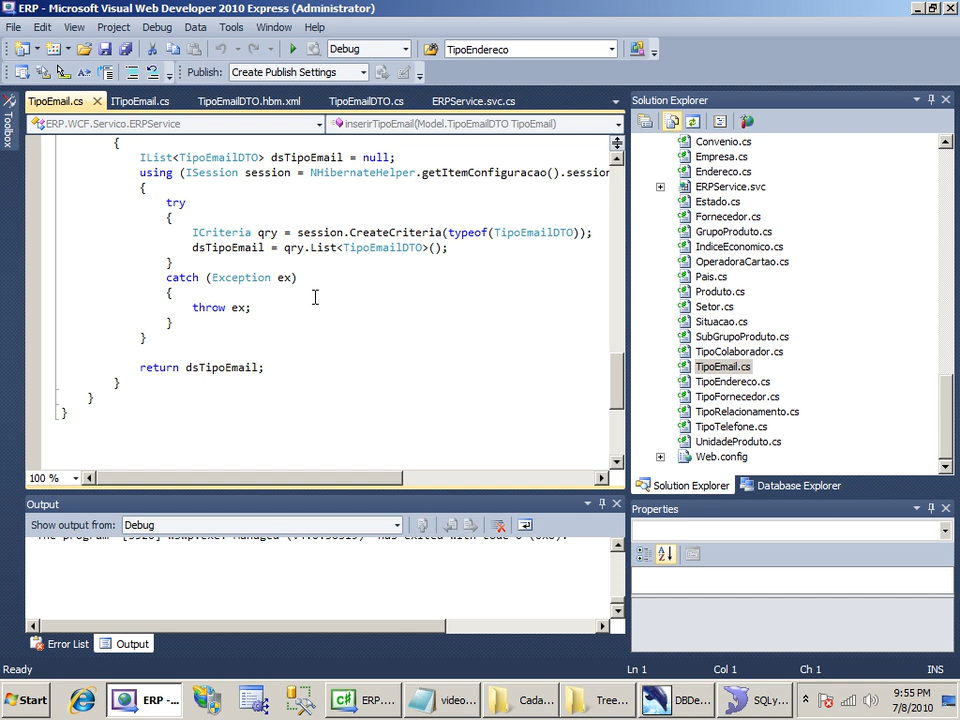 ERP - Microsoft Visual Web Developer 2010 Express (Administrator)
File Edit View Project Debug Data Tools Window Help
Debug TipoEndereco
Publish: Create Publish Settings
TipoEmail.cs ITipoEmail.cs TipoEmailDTO.hbm.xml TipoEmailDTO.cs ERPService.svc.cs
ERP.WCF.Servico.ERPService inserirTipoEmail(Model.TipoEmailDTO TipoEmail)
Toolbox
{
IList<TipoEmailDTO> dsTipoEmail = null;
using (ISession session = NHibernateHelper.getItemConfiguracao().session
{
try
{
ICriteria qry = session.CreateCriteria(typeof(TipoEmailDTO));
dsTipoEmail = qry.List<TipoEmailDTO>();
}
catch (Exception ex)
{
throw ex;
}
}
return dsTipoEmail;
}
}
}
100 %
Output
Show output from: Debug
Error List Output
Solution Explorer
Convenio.cs
Empresa.cs
Endereco.cs
ERPService.svc
Estado.cs
Fornecedor.cs
GrupoProduto.cs
IndiceEconomico.cs
OperadoraCartao.cs
Pais.cs
Produto.cs
Setor.cs
Situacao.cs
SubGrupoProduto.cs
TipoColaborador.cs
TipoEmail.cs
TipoEndereco.cs
TipoFornecedor.cs
TipoRelacionamento.cs
TipoTelefone.cs
UnidadeProduto.cs
Web.config
Solution Explorer Database Explorer
Properties
Ready Ln 1 Col 1 Ch 1 INS
Start ERP -... ERP.... video... Cada... Tree... DBDe... SQLy... 9:55 PM
7/8/2010